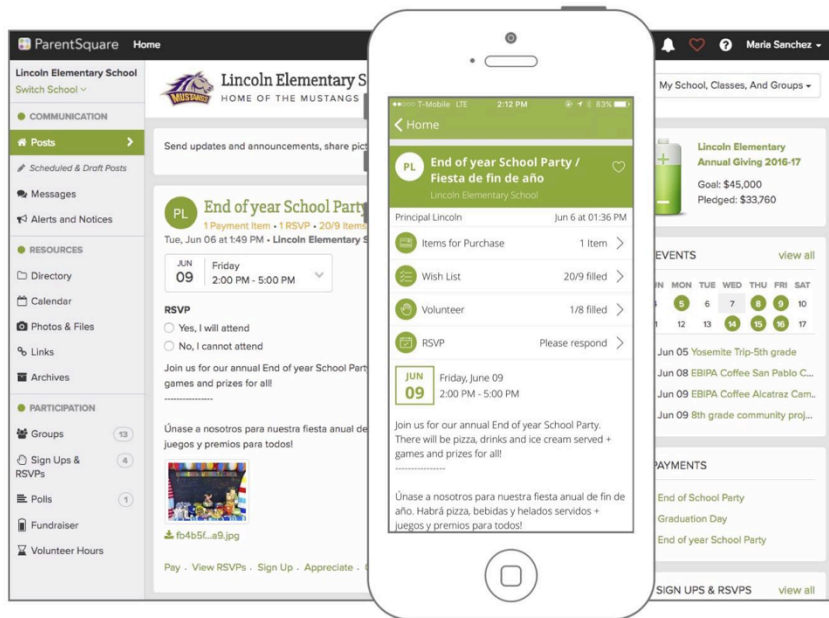 ParentSquare Home
Maria Sanchez
Lincoln Elementary School
Switch School
COMMUNICATION
Posts
Scheduled & Draft Posts
Messages
Alerts and Notices
RESOURCES
Directory
Calendar
Photos & Files
Links
Archives
PARTICIPATION
Groups 13
Sign Ups & 4
RSVPs
Polls 1
Fundraiser
Volunteer Hours
MUSTANGS
Lincoln Elementary S
HOME OF THE MUSTANGS
Send updates and announcements, share pict
PL
End of year School Part
1 Payment Item • 1 RSVP • 20/9 Items
Tue, Jun 06 at 1:49 PM • Lincoln Elementary S
JUN
09
Friday
2:00 PM - 5:00 PM
RSVP
Yes, I will attend
No, I cannot attend
Join us for our annual End of year School Part
games and prizes for all!
----------------
Únase a nosotros para nuestra fiesta anual de
juegos y premios para todos!
fb4b5f...a9.jpg
Pay • View RSVPs • Sign Up • Appreciate •
T-Mobile LTE 2:12 PM 83%
Home
PL
End of year School Party /
Fiesta de fin de año
Lincoln Elementary School
Principal Lincoln Jun 6 at 01:36 PM
Items for Purchase 1 Item
Wish List 20/9 filled
Volunteer 1/8 filled
RSVP Please respond
JUN
09
Friday, June 09
2:00 PM - 5:00 PM
Join us for our annual End of year School Party.
There will be pizza, drinks and ice cream served +
games and prizes for all!
----------------
Únase a nosotros para nuestra fiesta anual de fin de
año. Habrá pizza, bebidas y helados servidos +
juegos y premios para todos!
My School, Classes, And Groups
Lincoln Elementary
Annual Giving 2016-17
Goal: $45,000
Pledged: $33,760
EVENTS view all
MON TUE WED THU FRI SAT
5 6 7 8 9 10
12 13 14 15 16 17
Jun 05 Yosemite Trip-5th grade
Jun 08 EBIPA Coffee San Pablo C...
Jun 09 EBIPA Coffee Alcatraz Cam..
Jun 09 8th grade community proj...
PAYMENTS
End of School Party
Graduation Day
End of year School Party
SIGN UPS & RSVPS view all